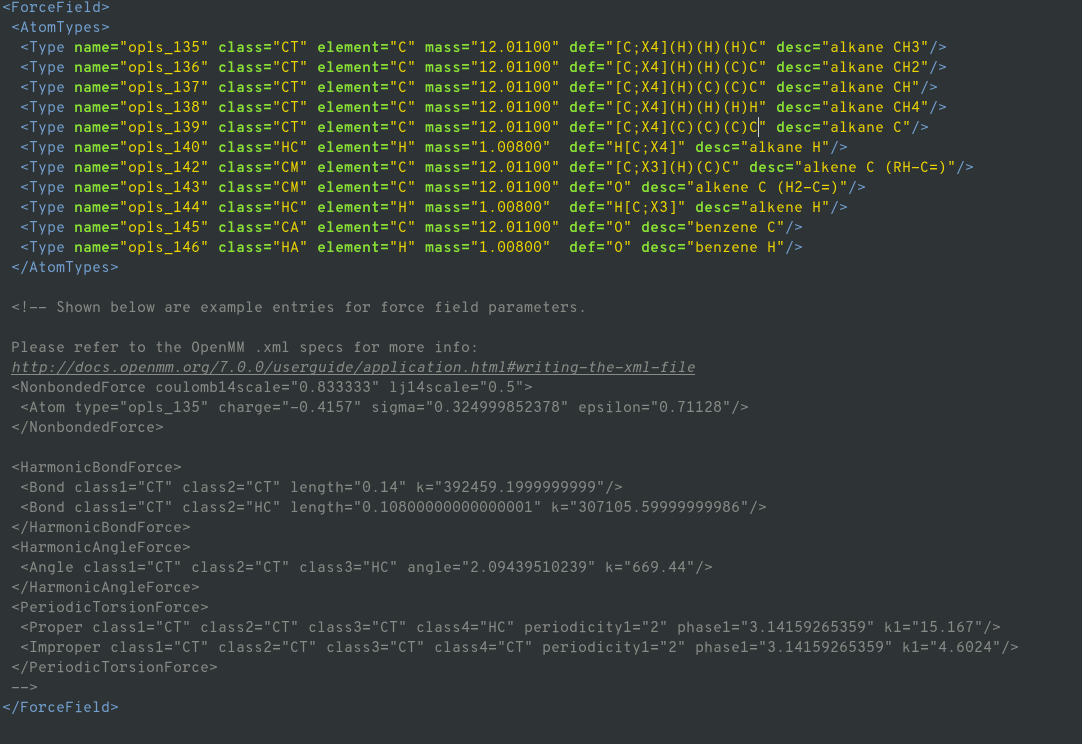 <ForceField>
 <AtomTypes>
  <Type name="opls_135" class="CT" element="C" mass="12.01100" def="[C;X4](H)(H)(H)C" desc="alkane CH3"/>
  <Type name="opls_136" class="CT" element="C" mass="12.01100" def="[C;X4](H)(H)(C)C" desc="alkane CH2"/>
  <Type name="opls_137" class="CT" element="C" mass="12.01100" def="[C;X4](H)(C)(C)C" desc="alkane CH"/>
  <Type name="opls_138" class="CT" element="C" mass="12.01100" def="[C;X4](H)(H)(H)H" desc="alkane CH4"/>
  <Type name="opls_139" class="CT" element="C" mass="12.01100" def="[C;X4](C)(C)(C)C" desc="alkane C"/>
  <Type name="opls_140" class="HC" element="H" mass="1.00800"  def="H[C;X4]" desc="alkane H"/>
  <Type name="opls_142" class="CM" element="C" mass="12.01100" def="[C;X3](H)(C)C" desc="alkene C (RH-C=)"/>
  <Type name="opls_143" class="CM" element="C" mass="12.01100" def="O" desc="alkene C (H2-C=)"/>
  <Type name="opls_144" class="HC" element="H" mass="1.00800"  def="H[C;X3]" desc="alkene H"/>
  <Type name="opls_145" class="CA" element="C" mass="12.01100" def="O" desc="benzene C"/>
  <Type name="opls_146" class="HA" element="H" mass="1.00800"  def="O" desc="benzene H"/>
 </AtomTypes>

 <!-- Shown below are example entries for force field parameters.

 Please refer to the OpenMM .xml specs for more info:
 http://docs.openmm.org/7.0.0/userguide/application.html#writing-the-xml-file
 <NonbondedForce coulomb14scale="0.833333" lj14scale="0.5">
  <Atom type="opls_135" charge="-0.4157" sigma="0.324999852378" epsilon="0.71128"/>
 </NonbondedForce>

 <HarmonicBondForce>
  <Bond class1="CT" class2="CT" length="0.14" k="392459.1999999999"/>
  <Bond class1="CT" class2="HC" length="0.10800000000000001" k="307105.59999999986"/>
 </HarmonicBondForce>
 <HarmonicAngleForce>
  <Angle class1="CT" class2="CT" class3="HC" angle="2.09439510239" k="669.44"/>
 </HarmonicAngleForce>
 <PeriodicTorsionForce>
  <Proper class1="CT" class2="CT" class3="CT" class4="HC" periodicity1="2" phase1="3.14159265359" k1="15.167"/>
  <Improper class1="CT" class2="CT" class3="CT" class4="CT" periodicity1="2" phase1="3.14159265359" k1="4.6024"/>
 </PeriodicTorsionForce>
 -->
</ForceField>